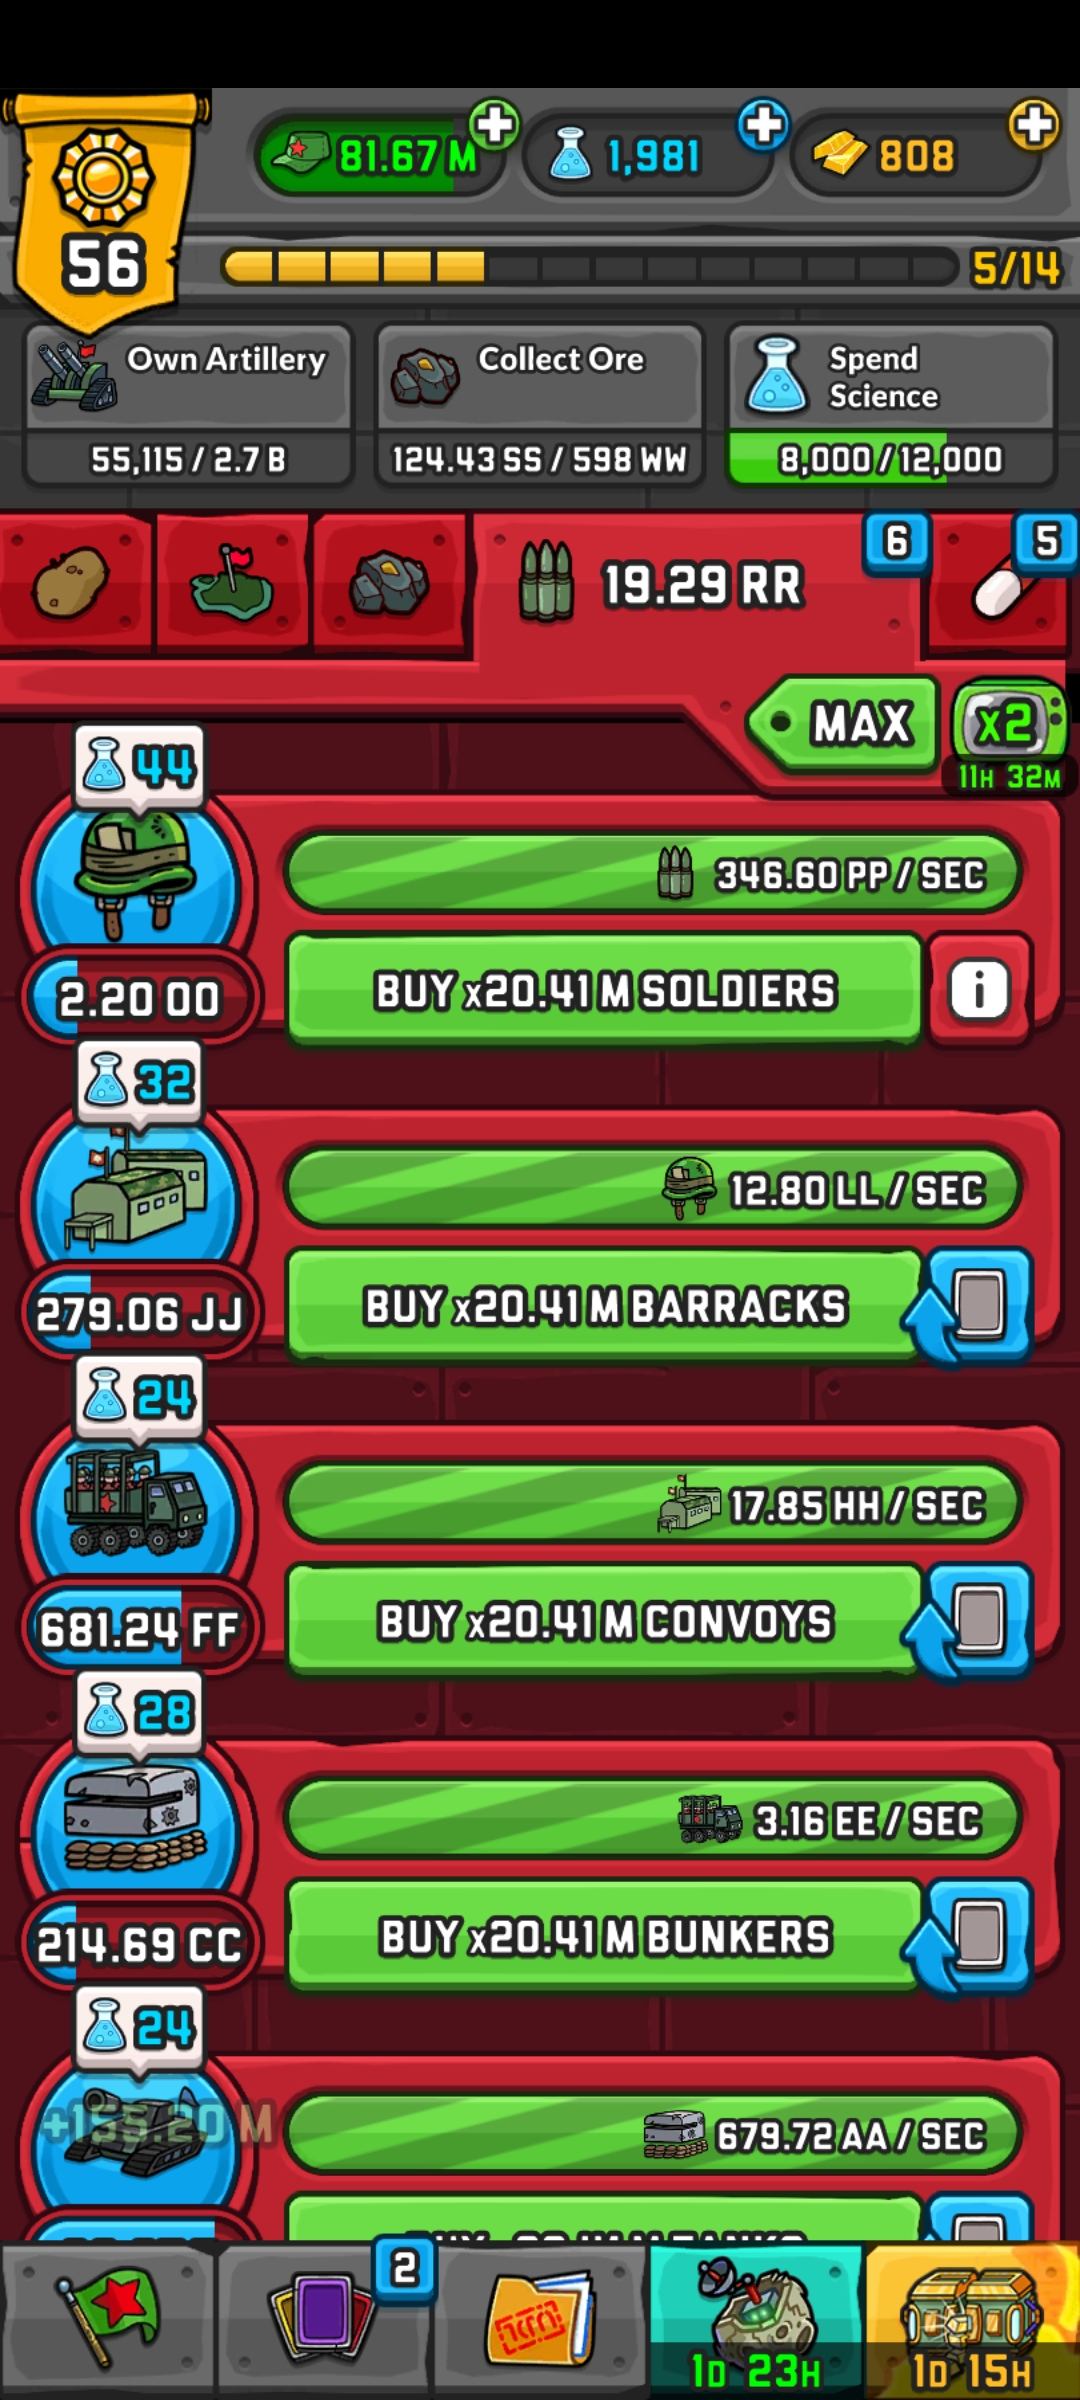 81.67 M
1,981
808
56
5/14
Own Artillery
55,115 / 2.7 B
Collect Ore
124.43 SS / 598 WW
Spend
Science
8,000 / 12,000
19.29 RR
6
5
MAX
x2
11H 32M
44
346.60 PP / SEC
2.20 OO
BUY x20.41 M SOLDIERS
i
32
12.80 LL / SEC
279.06 JJ
BUY x20.41 M BARRACKS
24
17.85 HH / SEC
681.24 FF
BUY x20.41 M CONVOYS
28
3.16 EE / SEC
214.69 CC
BUY x20.41 M BUNKERS
24
679.72 AA / SEC
2
1D 23H
1D 15H